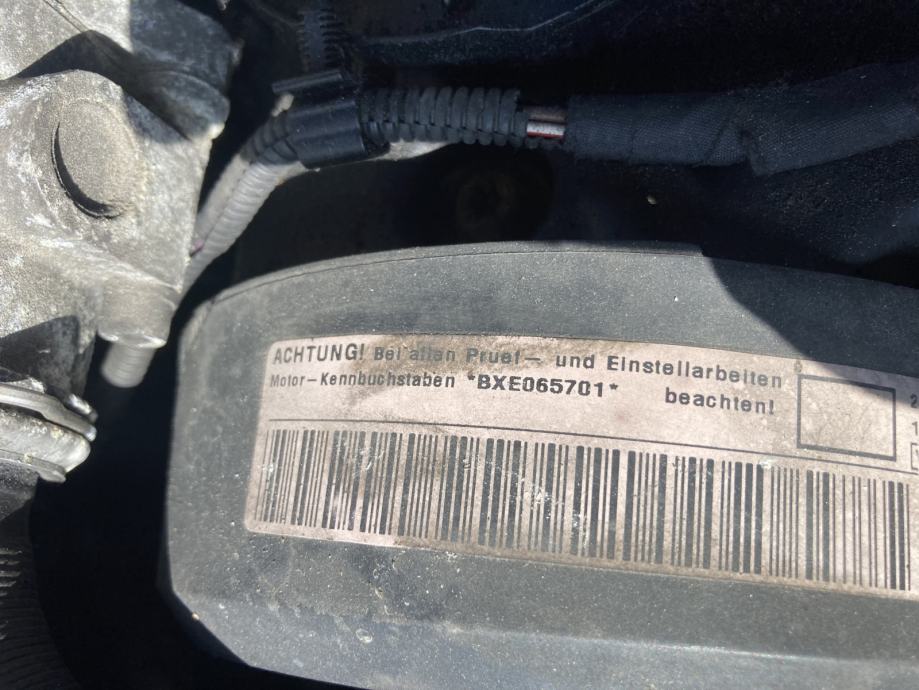 ACHTUNG! Bei allen Pruef- und Einstellarbeiten
Motor-Kennbuchstaben *BXE065701* beachten!